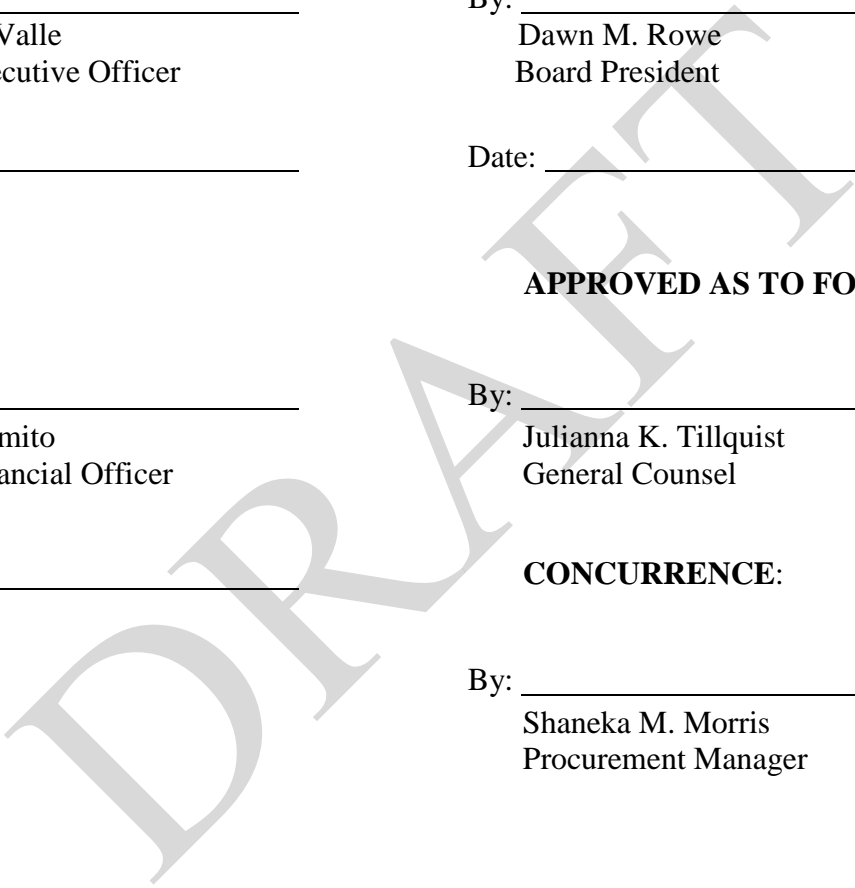 Valle
ecutive Officer
mito
ancial Officer
By:
Dawn M. Rowe
Board President
Date:
APPROVED AS TO FO
By:
Julianna K. Tillquist
General Counsel
CONCURRENCE:
By:
Shaneka M. Morris
Procurement Manager
DRAFT